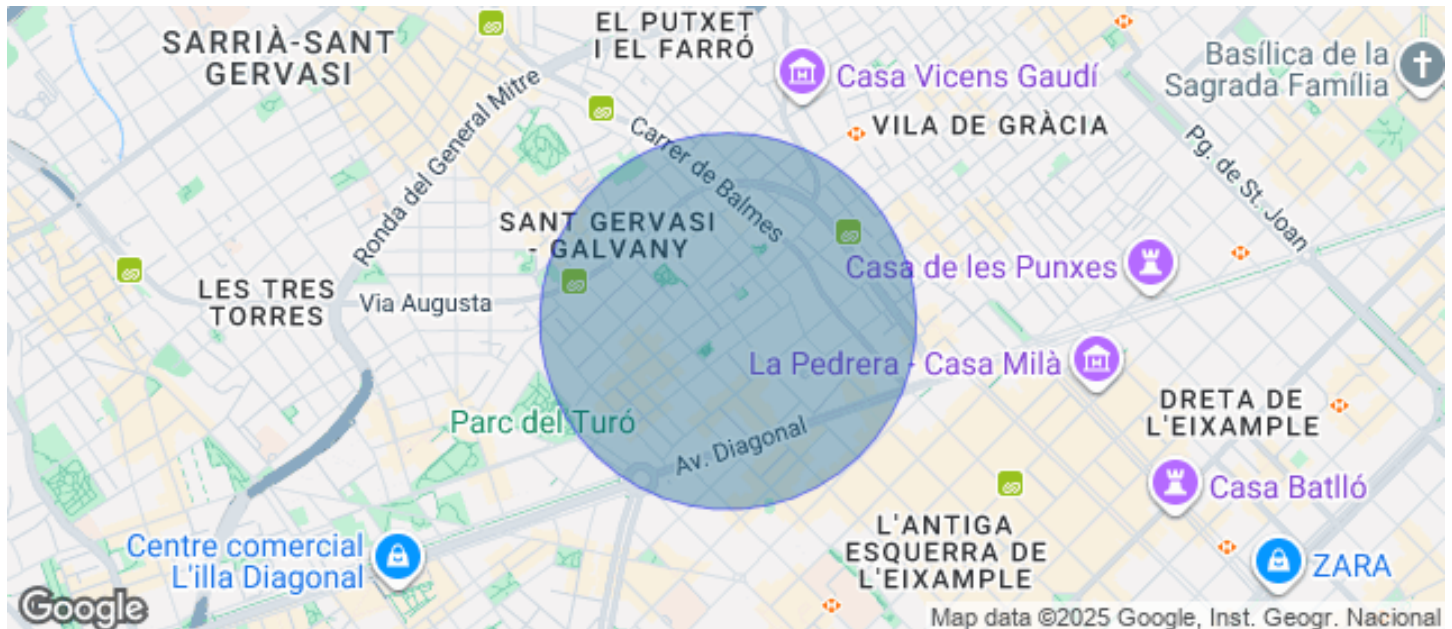 EL PUTXET
I EL FARRÓ
SARRIÀ-SANT
GERVASI
Basílica de la
Sagrada Família
Casa Vicens Gaudí
Ronda del General Mitre
Carrer de Balmes
VILA DE GRÀCIA
Pg. de St. Joan
SANT GERVASI
- GALVANY
Casa de les Punxes
LES TRES
TORRES
Via Augusta
La Pedrera - Casa Milà
DRETA DE
L'EIXAMPLE
Parc del Turó
Av. Diagonal
Casa Batlló
L'ANTIGA
ESQUERRA DE
L'EIXAMPLE
Centre comercial
L'illa Diagonal
ZARA
Google
Map data ©2025 Google, Inst. Geogr. Nacional